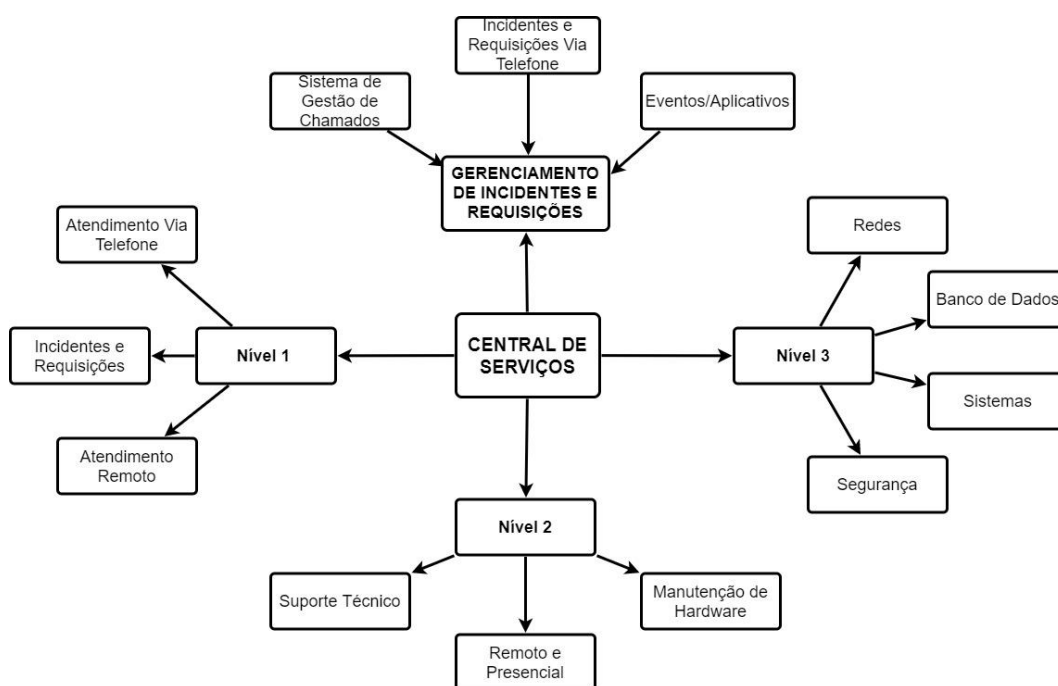 Incidentes e
Requisições Via
Telefone
Sistema de
Gestão de
Chamados
Eventos/Aplicativos
GERENCIAMENTO
DE INCIDENTES E
REQUISIÇÕES
Atendimento Via
Telefone
Redes
Banco de Dados
Incidentes e
Requisições
Nível 1
CENTRAL DE
SERVIÇOS
Nível 3
Sistemas
Atendimento
Remoto
Segurança
Nível 2
Suporte Técnico
Manutenção de
Hardware
Remoto e
Presencial